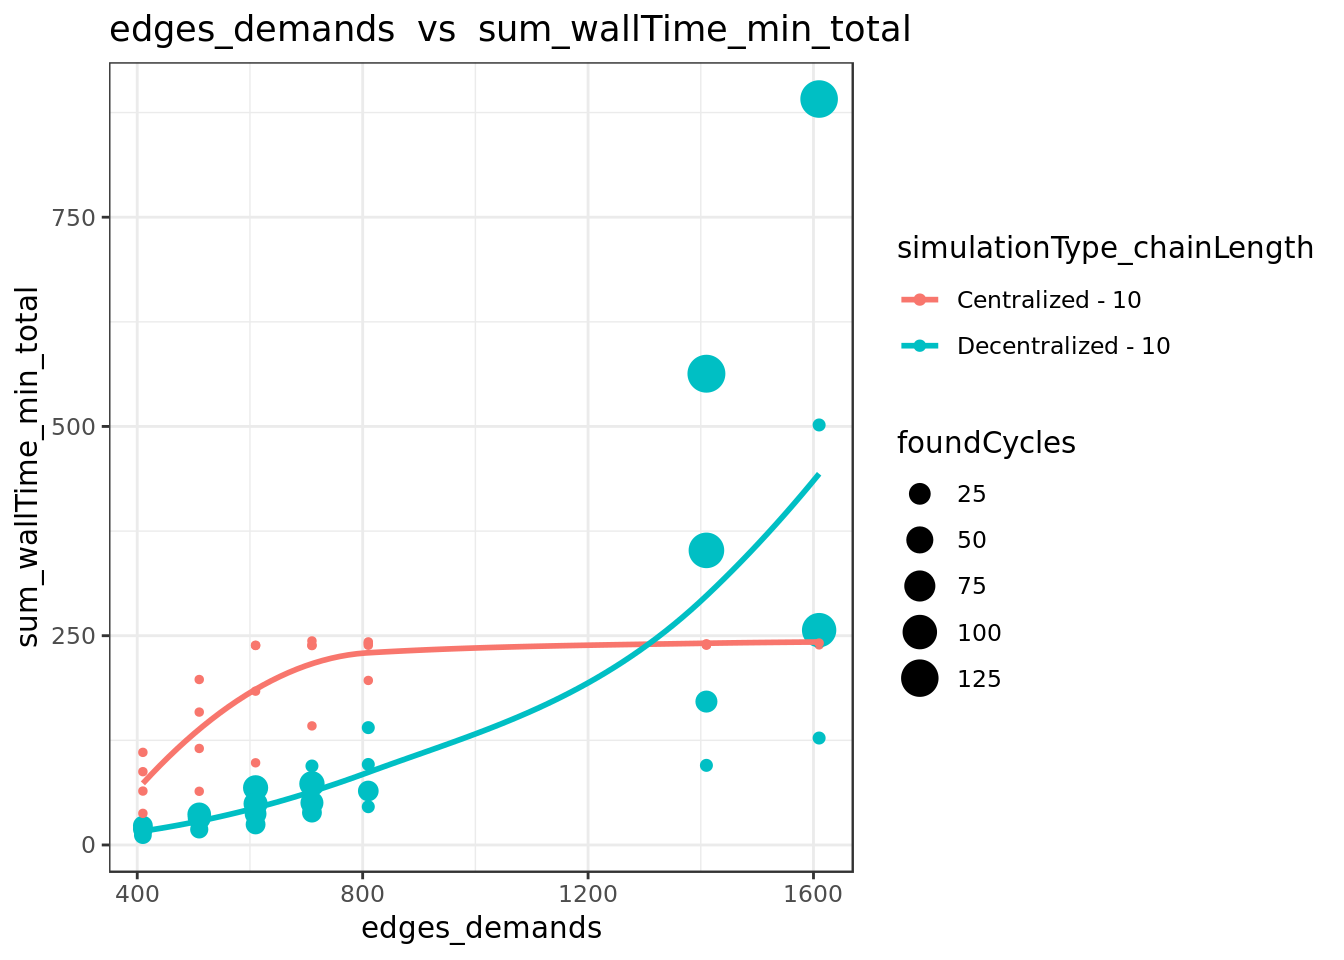 edges_demands  vs  sum_wallTime_min_total
sum_wallTime_min_total
750
500
250
0
400
800
1200
1600
edges_demands
simulationType_chainLength
Centralized - 10
Decentralized - 10
foundCycles
25
50
75
100
125